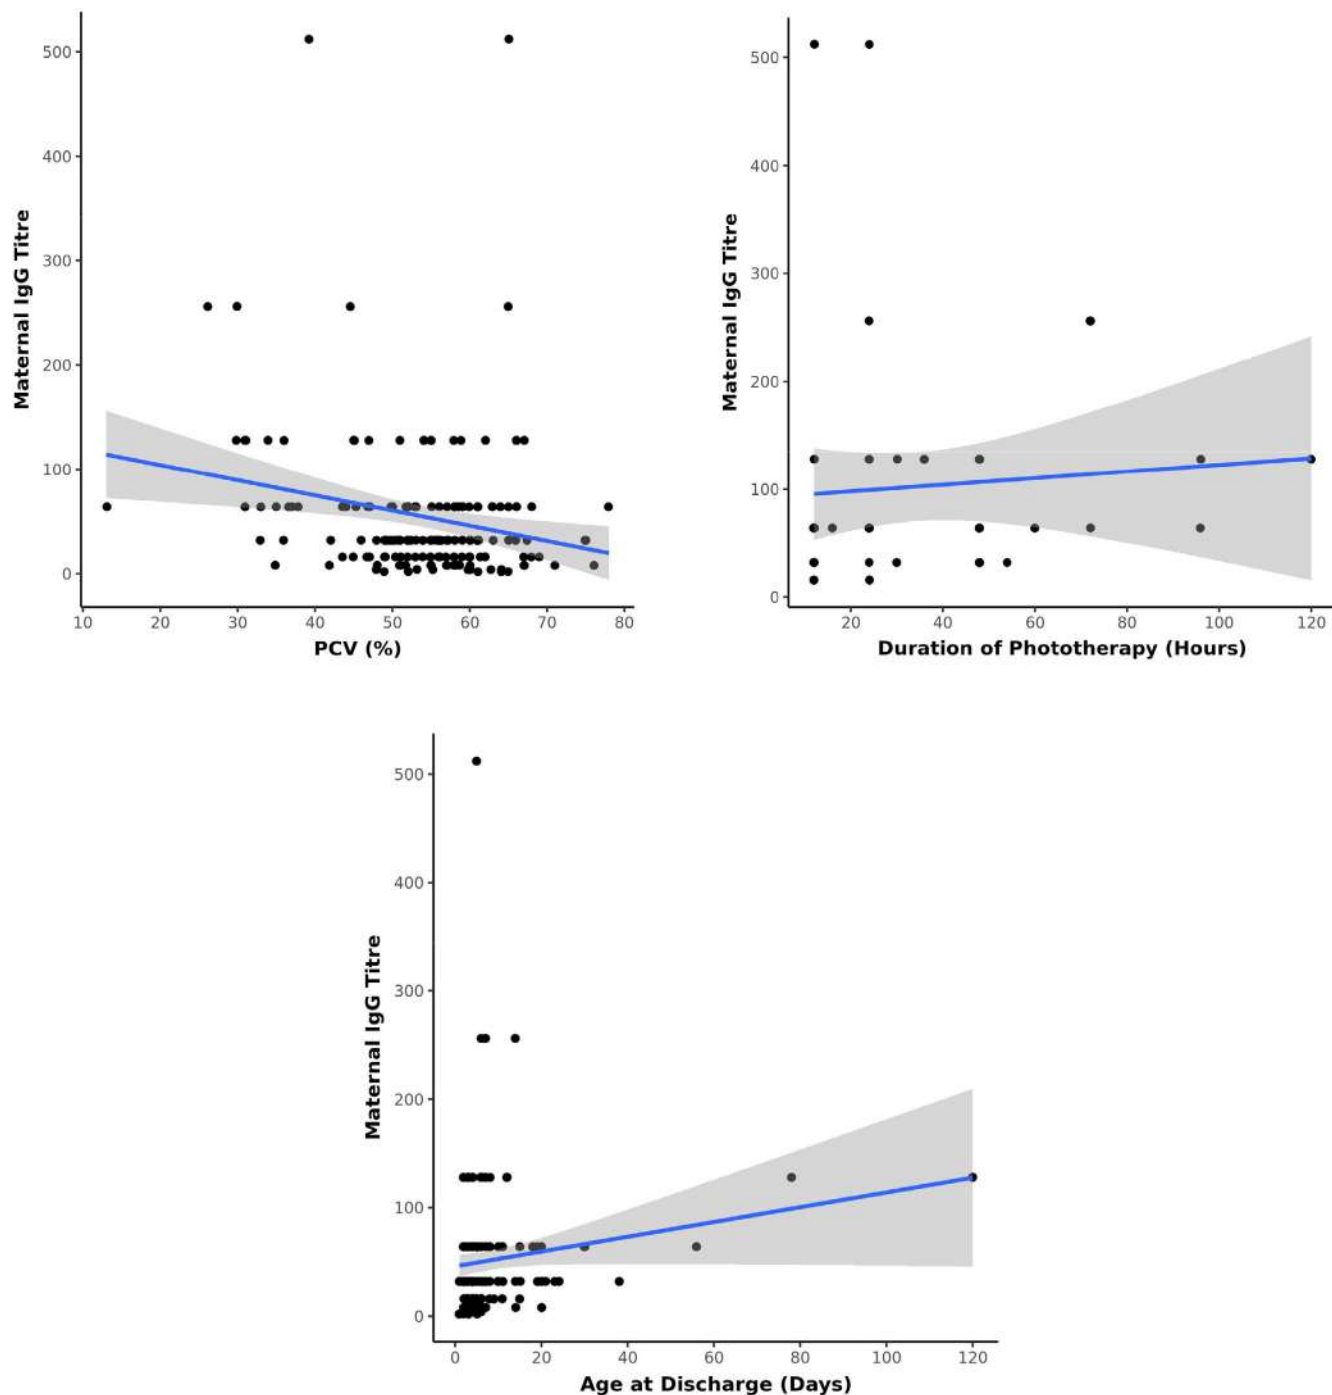 Maternal IgG Titre
500
400
300
200
100
0
10 20 30 40 50 60 70 80
PCV (%)
Maternal IgG Titre
500
400
300
200
100
0
20 40 60 80 100 120
Duration of Phototherapy (Hours)
Maternal IgG Titre
500
400
300
200
100
0
0 20 40 60 80 100 120
Age at Discharge (Days)